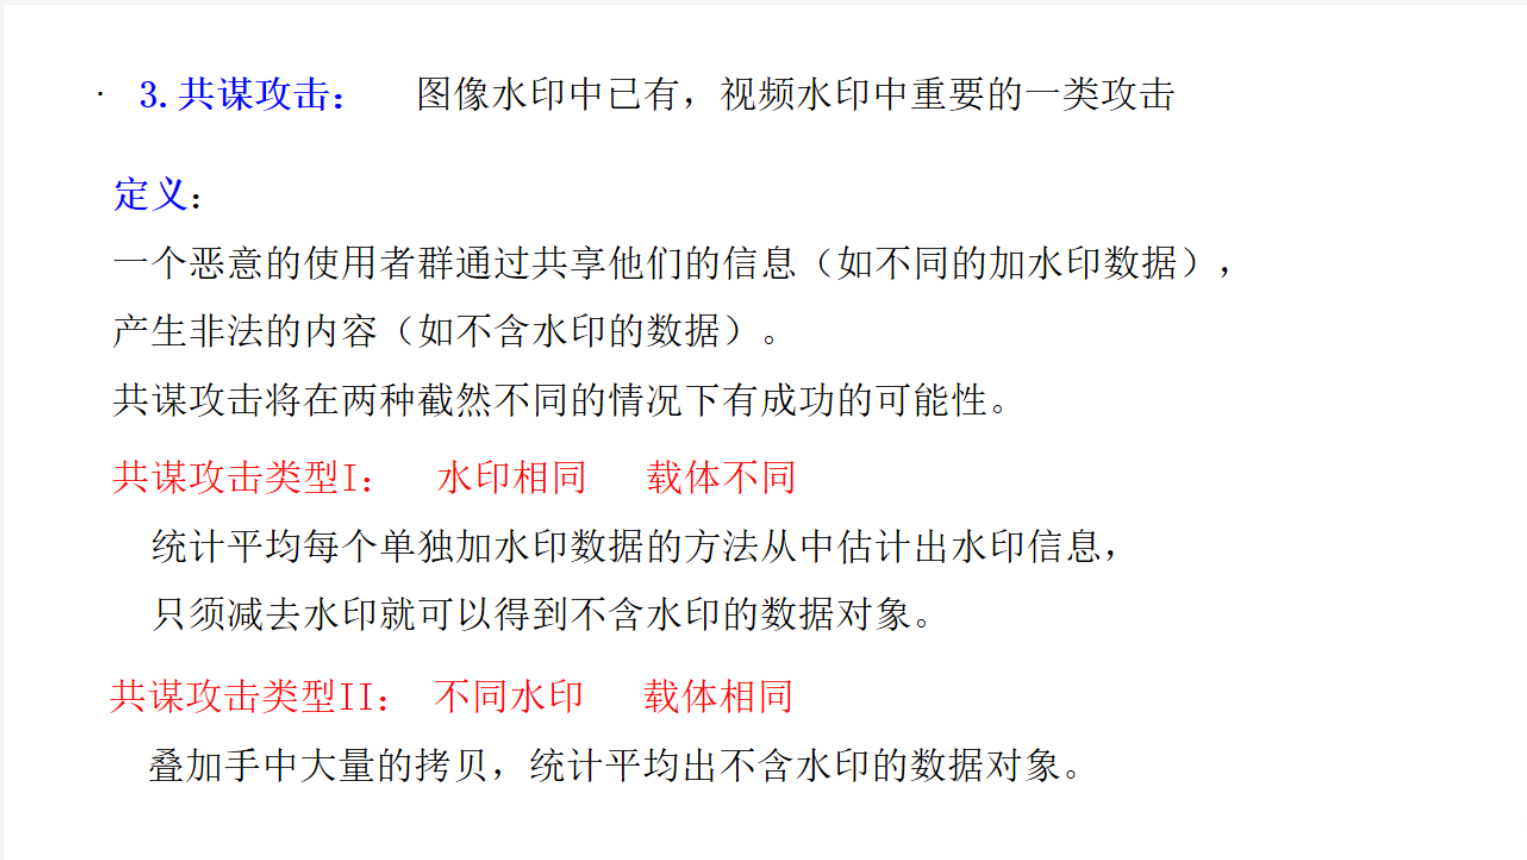 · 3.共谋攻击： 图像水印中已有，视频水印中重要的一类攻击
定义：
一个恶意的使用者群通过共享他们的信息（如不同的加水印数据），
产生非法的内容（如不含水印的数据）。
共谋攻击将在两种截然不同的情况下有成功的可能性。
共谋攻击类型I： 水印相同 载体不同
统计平均每个单独加水印数据的方法从中估计出水印信息，
只须减去水印就可以得到不含水印的数据对象。
共谋攻击类型II： 不同水印 载体相同
叠加手中大量的拷贝，统计平均出不含水印的数据对象。